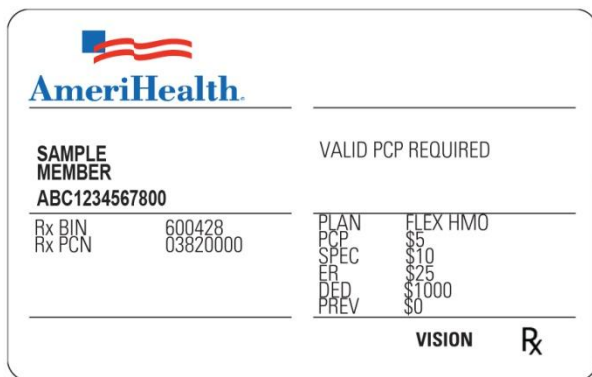 AmeriHealth.
SAMPLE
MEMBER
ABC1234567800
VALID PCP REQUIRED
Rx BIN 600428
Rx PCN 03820000
PLAN FLEX HMO
PCP $5
SPEC $10
ER $25
DED $1000
PREV $0
VISION ℞